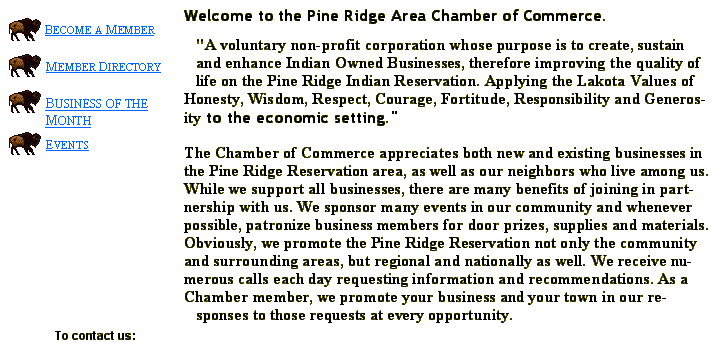 BECOME A MEMBER
MEMBER DIRECTORY
BUSINESS OF THE
MONTH
EVENTS
Welcome to the Pine Ridge Area Chamber of Commerce.
"A voluntary non-profit corporation whose purpose is to create, sustain
and enhance Indian Owned Businesses, therefore improving the quality of
life on the Pine Ridge Indian Reservation. Applying the Lakota Values of
Honesty, Wisdom, Respect, Courage, Fortitude, Responsibility and Generos-
ity to the economic setting."
The Chamber of Commerce appreciates both new and existing businesses in
the Pine Ridge Reservation area, as well as our neighbors who live among us.
While we support all businesses, there are many benefits of joining in part-
nership with us. We sponsor many events in our community and whenever
possible, patronize business members for door prizes, supplies and materials.
Obviously, we promote the Pine Ridge Reservation not only the community
and surrounding areas, but regional and nationally as well. We receive nu-
merous calls each day requesting information and recommendations. As a
Chamber member, we promote your business and your town in our re-
sponses to those requests at every opportunity.
To contact us: